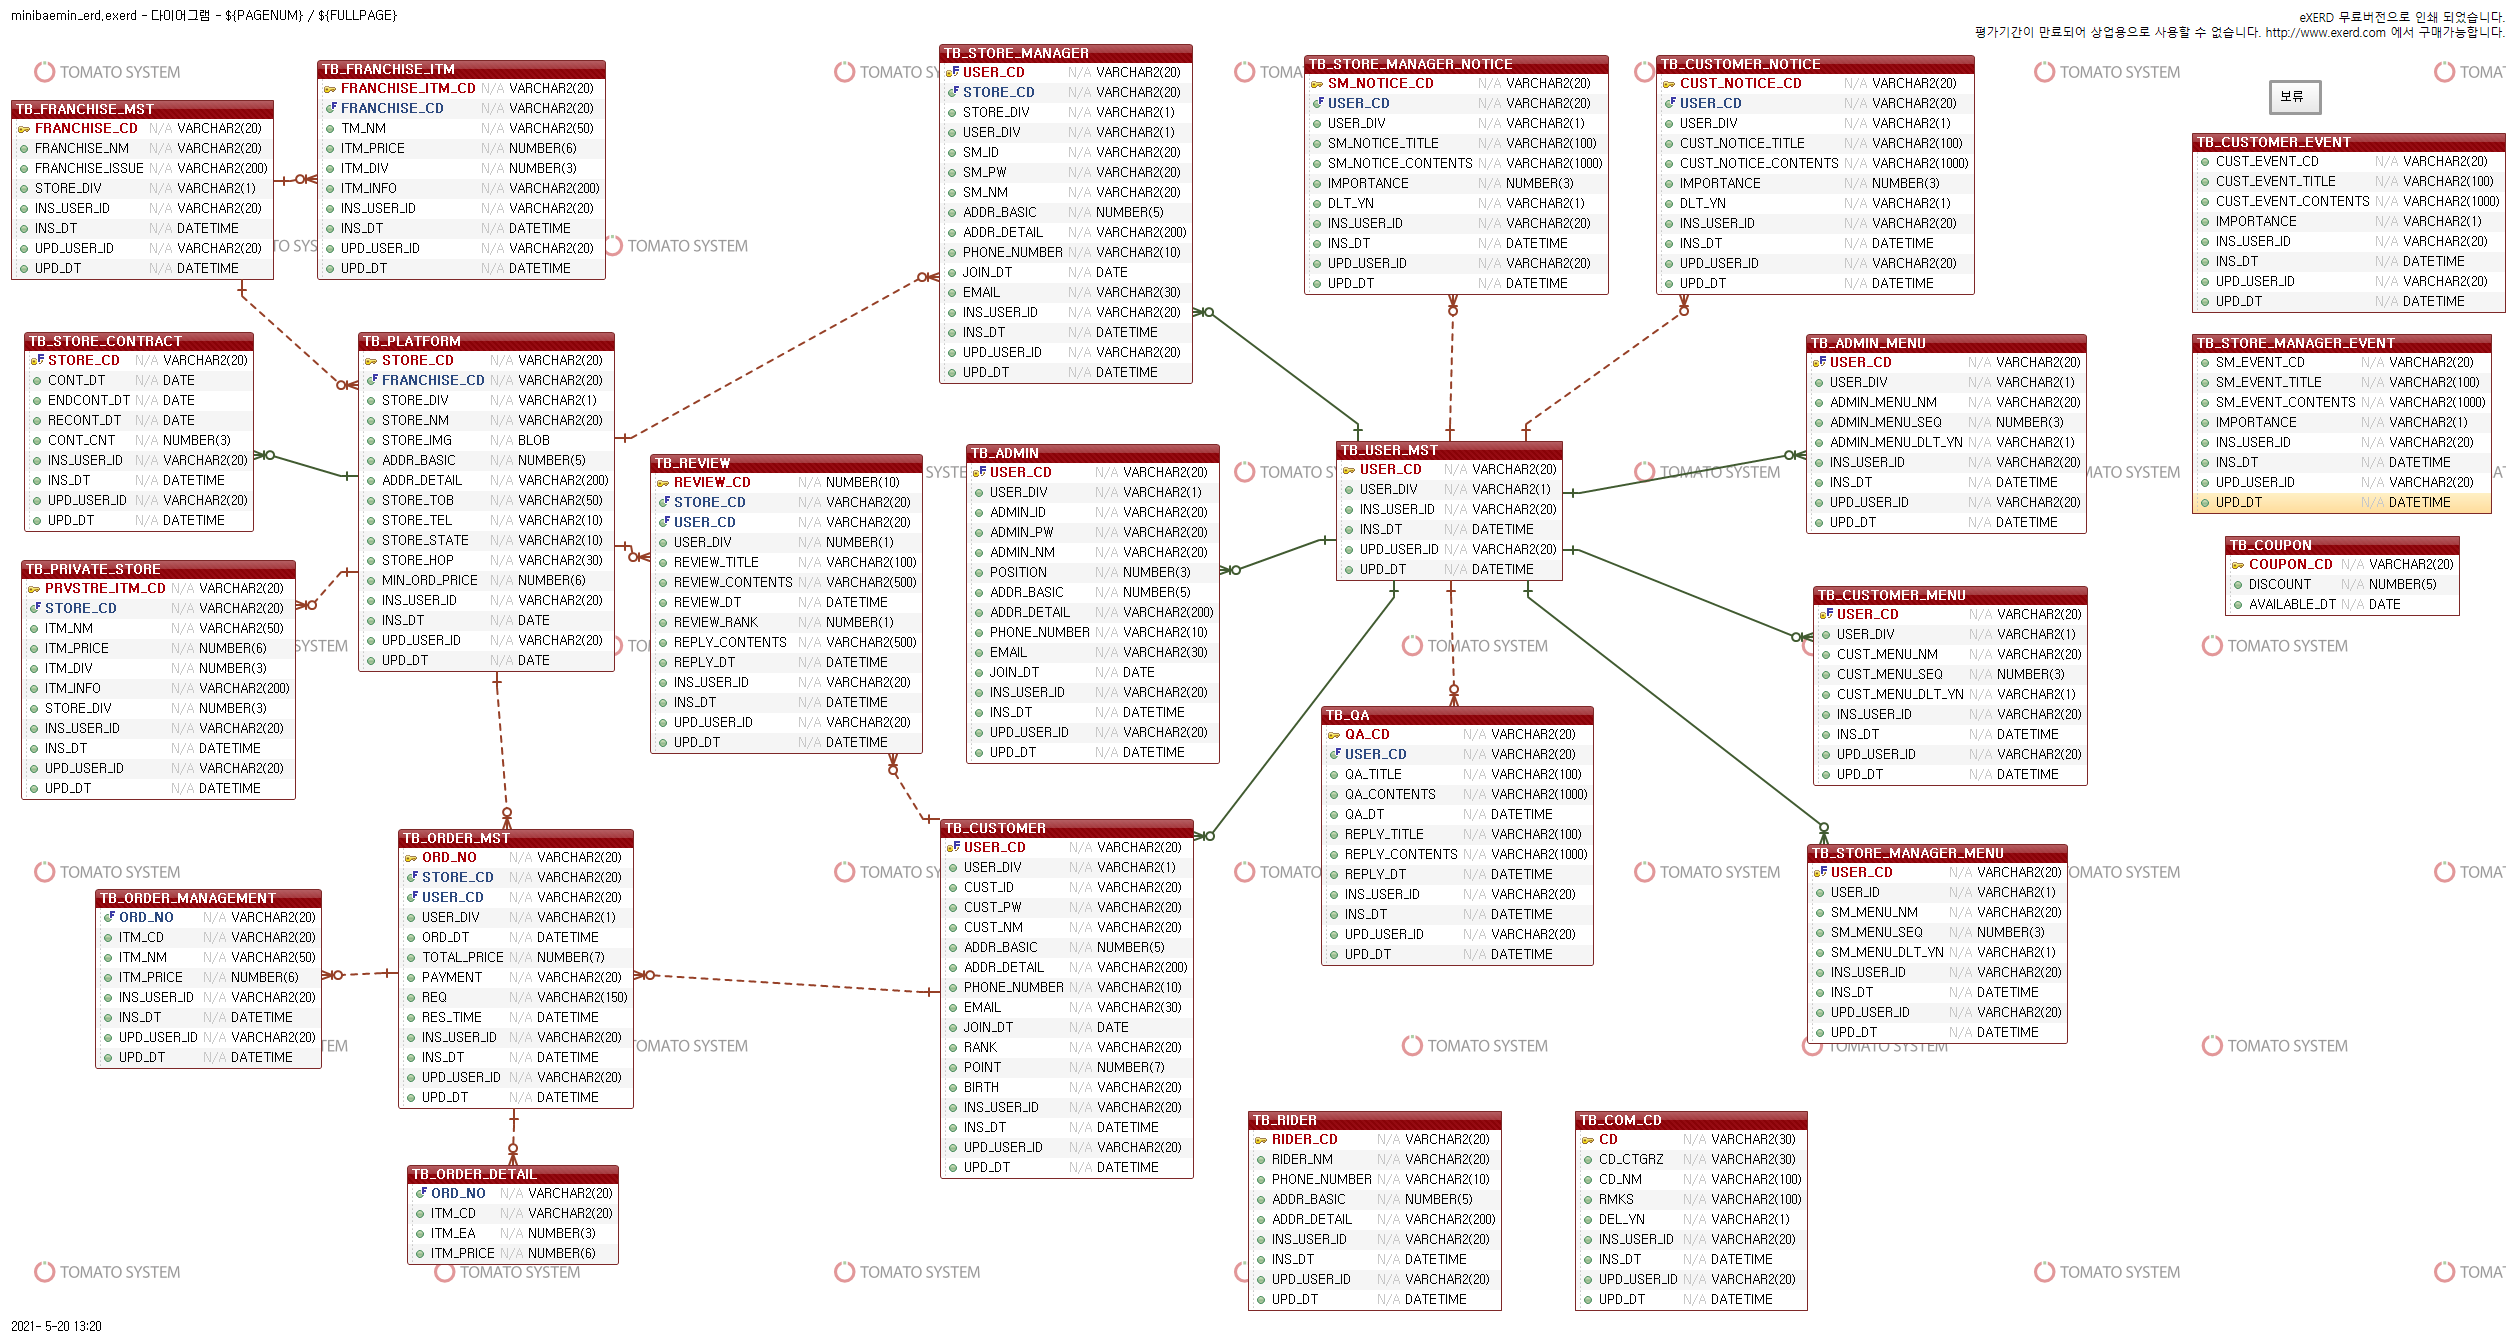 minibaemin_erd.exerd - 다이어그램 - ${PAGENUM} / ${FULLPAGE}
eXERD 무료버전으로 인쇄 되었습니다.
평가기간이 만료되어 상업용으로 사용할 수 없습니다. http://www.exerd.com 에서 구매가능합니다.
TOMATO SYSTEM
보류
TB_FRANCHISE_MST
FRANCHISE_CD N/A VARCHAR2(20)
FRANCHISE_NM N/A VARCHAR2(20)
FRANCHISE_ISSUE N/A VARCHAR2(200)
STORE_DIV N/A VARCHAR2(1)
INS_USER_ID N/A VARCHAR2(20)
INS_DT N/A DATETIME
UPD_USER_ID N/A VARCHAR2(20)
UPD_DT N/A DATETIME
TB_FRANCHISE_ITM
FRANCHISE_ITM_CD N/A VARCHAR2(20)
FRANCHISE_CD N/A VARCHAR2(20)
TM_NM N/A VARCHAR2(50)
ITM_PRICE N/A NUMBER(6)
ITM_DIV N/A NUMBER(3)
ITM_INFO N/A VARCHAR2(200)
INS_USER_ID N/A VARCHAR2(20)
INS_DT N/A DATETIME
UPD_USER_ID N/A VARCHAR2(20)
UPD_DT N/A DATETIME
TB_STORE_MANAGER
USER_CD N/A VARCHAR2(20)
STORE_CD N/A VARCHAR2(20)
STORE_DIV N/A VARCHAR2(1)
USER_DIV N/A VARCHAR2(1)
SM_ID N/A VARCHAR2(20)
SM_PW N/A VARCHAR2(20)
SM_NM N/A VARCHAR2(20)
ADDR_BASIC N/A NUMBER(5)
ADDR_DETAIL N/A VARCHAR2(200)
PHONE_NUMBER N/A VARCHAR2(10)
JOIN_DT N/A DATE
EMAIL N/A VARCHAR2(30)
INS_USER_ID N/A VARCHAR2(20)
INS_DT N/A DATETIME
UPD_USER_ID N/A VARCHAR2(20)
UPD_DT N/A DATETIME
TB_STORE_MANAGER_NOTICE
SM_NOTICE_CD N/A VARCHAR2(20)
USER_CD N/A VARCHAR2(20)
USER_DIV N/A VARCHAR2(1)
SM_NOTICE_TITLE N/A VARCHAR2(100)
SM_NOTICE_CONTENTS N/A VARCHAR2(1000)
IMPORTANCE N/A NUMBER(3)
DLT_YN N/A VARCHAR2(1)
INS_USER_ID N/A VARCHAR2(20)
INS_DT N/A DATETIME
UPD_USER_ID N/A VARCHAR2(20)
UPD_DT N/A DATETIME
TB_CUSTOMER_NOTICE
CUST_NOTICE_CD N/A VARCHAR2(20)
USER_CD N/A VARCHAR2(20)
USER_DIV N/A VARCHAR2(1)
CUST_NOTICE_TITLE N/A VARCHAR2(100)
CUST_NOTICE_CONTENTS N/A VARCHAR2(1000)
IMPORTANCE N/A NUMBER(3)
DLT_YN N/A VARCHAR2(1)
INS_USER_ID N/A VARCHAR2(20)
INS_DT N/A DATETIME
UPD_USER_ID N/A VARCHAR2(20)
UPD_DT N/A DATETIME
TB_CUSTOMER_EVENT
CUST_EVENT_CD N/A VARCHAR2(20)
CUST_EVENT_TITLE N/A VARCHAR2(100)
CUST_EVENT_CONTENTS N/A VARCHAR2(1000)
IMPORTANCE N/A VARCHAR2(1)
INS_USER_ID N/A VARCHAR2(20)
INS_DT N/A DATETIME
UPD_USER_ID N/A VARCHAR2(20)
UPD_DT N/A DATETIME
TB_STORE_CONTRACT
STORE_CD N/A VARCHAR2(20)
CONT_DT N/A DATE
ENDCONT_DT N/A DATE
RECONT_DT N/A DATE
CONT_CNT N/A NUMBER(3)
INS_USER_ID N/A VARCHAR2(20)
INS_DT N/A DATETIME
UPD_USER_ID N/A VARCHAR2(20)
UPD_DT N/A DATETIME
TB_PLATFORM
STORE_CD N/A VARCHAR2(20)
FRANCHISE_CD N/A VARCHAR2(20)
STORE_DIV N/A VARCHAR2(1)
STORE_NM N/A VARCHAR2(20)
STORE_IMG N/A BLOB
ADDR_BASIC N/A NUMBER(5)
ADDR_DETAIL N/A VARCHAR2(200)
STORE_TOB N/A VARCHAR2(50)
STORE_TEL N/A VARCHAR2(10)
STORE_STATE N/A VARCHAR2(10)
STORE_HOP N/A VARCHAR2(30)
MIN_ORD_PRICE N/A NUMBER(6)
INS_USER_ID N/A VARCHAR2(20)
INS_DT N/A DATE
UPD_USER_ID N/A VARCHAR2(20)
UPD_DT N/A DATE
TB_REVIEW
REVIEW_CD N/A NUMBER(10)
STORE_CD N/A VARCHAR2(20)
USER_CD N/A VARCHAR2(20)
USER_DIV N/A NUMBER(1)
REVIEW_TITLE N/A VARCHAR2(100)
REVIEW_CONTENTS N/A VARCHAR2(500)
REVIEW_DT N/A DATETIME
REVIEW_RANK N/A NUMBER(1)
REPLY_CONTENTS N/A VARCHAR2(500)
REPLY_DT N/A DATETIME
INS_USER_ID N/A VARCHAR2(20)
INS_DT N/A DATETIME
UPD_USER_ID N/A VARCHAR2(20)
UPD_DT N/A DATETIME
TB_ADMIN
USER_CD N/A VARCHAR2(20)
USER_DIV N/A VARCHAR2(1)
ADMIN_ID N/A VARCHAR2(20)
ADMIN_PW N/A VARCHAR2(20)
ADMIN_NM N/A VARCHAR2(20)
POSITION N/A NUMBER(3)
ADDR_BASIC N/A NUMBER(5)
ADDR_DETAIL N/A VARCHAR2(200)
PHONE_NUMBER N/A VARCHAR2(10)
EMAIL N/A VARCHAR2(30)
JOIN_DT N/A DATE
INS_USER_ID N/A VARCHAR2(20)
INS_DT N/A DATETIME
UPD_USER_ID N/A VARCHAR2(20)
UPD_DT N/A DATETIME
TB_USER_MST
USER_CD N/A VARCHAR2(20)
USER_DIV N/A VARCHAR2(1)
INS_USER_ID N/A VARCHAR2(20)
INS_DT N/A DATETIME
UPD_USER_ID N/A VARCHAR2(20)
UPD_DT N/A DATETIME
TB_ADMIN_MENU
USER_CD N/A VARCHAR2(20)
USER_DIV N/A VARCHAR2(1)
ADMIN_MENU_NM N/A VARCHAR2(20)
ADMIN_MENU_SEQ N/A NUMBER(3)
ADMIN_MENU_DLT_YN N/A VARCHAR2(1)
INS_USER_ID N/A VARCHAR2(20)
INS_DT N/A DATETIME
UPD_USER_ID N/A VARCHAR2(20)
UPD_DT N/A DATETIME
TB_STORE_MANAGER_EVENT
SM_EVENT_CD N/A VARCHAR2(20)
SM_EVENT_TITLE N/A VARCHAR2(100)
SM_EVENT_CONTENTS N/A VARCHAR2(1000)
IMPORTANCE N/A VARCHAR2(1)
INS_USER_ID N/A VARCHAR2(20)
INS_DT N/A DATETIME
UPD_USER_ID N/A VARCHAR2(20)
UPD_DT N/A DATETIME
TB_COUPON
COUPON_CD N/A VARCHAR2(20)
DISCOUNT N/A NUMBER(5)
AVAILABLE_DT N/A DATE
TB_PRIVATE_STORE
PRVSTRE_ITM_CD N/A VARCHAR2(20)
STORE_CD N/A VARCHAR2(20)
ITM_NM N/A VARCHAR2(50)
ITM_PRICE N/A NUMBER(6)
ITM_DIV N/A NUMBER(3)
ITM_INFO N/A VARCHAR2(200)
STORE_DIV N/A NUMBER(3)
INS_USER_ID N/A VARCHAR2(20)
INS_DT N/A DATETIME
UPD_USER_ID N/A VARCHAR2(20)
UPD_DT N/A DATETIME
TB_CUSTOMER_MENU
USER_CD N/A VARCHAR2(20)
USER_DIV N/A VARCHAR2(1)
CUST_MENU_NM N/A VARCHAR2(20)
CUST_MENU_SEQ N/A NUMBER(3)
CUST_MENU_DLT_YN N/A VARCHAR2(1)
INS_USER_ID N/A VARCHAR2(20)
INS_DT N/A DATETIME
UPD_USER_ID N/A VARCHAR2(20)
UPD_DT N/A DATETIME
TB_QA
QA_CD N/A VARCHAR2(20)
USER_CD N/A VARCHAR2(20)
QA_TITLE N/A VARCHAR2(100)
QA_CONTENTS N/A VARCHAR2(1000)
QA_DT N/A DATETIME
REPLY_TITLE N/A VARCHAR2(100)
REPLY_CONTENTS N/A VARCHAR2(1000)
REPLY_DT N/A DATETIME
INS_USER_ID N/A VARCHAR2(20)
INS_DT N/A DATETIME
UPD_USER_ID N/A VARCHAR2(20)
UPD_DT N/A DATETIME
TB_ORDER_MST
ORD_NO N/A VARCHAR2(20)
STORE_CD N/A VARCHAR2(20)
USER_CD N/A VARCHAR2(20)
USER_DIV N/A VARCHAR2(1)
ORD_DT N/A DATETIME
TOTAL_PRICE N/A NUMBER(7)
PAYMENT N/A VARCHAR2(20)
REQ N/A VARCHAR2(150)
RES_TIME N/A DATETIME
INS_USER_ID N/A VARCHAR2(20)
INS_DT N/A DATETIME
UPD_USER_ID N/A VARCHAR2(20)
UPD_DT N/A DATETIME
TB_CUSTOMER
USER_CD N/A VARCHAR2(20)
USER_DIV N/A VARCHAR2(1)
CUST_ID N/A VARCHAR2(20)
CUST_PW N/A VARCHAR2(20)
CUST_NM N/A VARCHAR2(20)
ADDR_BASIC N/A NUMBER(5)
ADDR_DETAIL N/A VARCHAR2(200)
PHONE_NUMBER N/A VARCHAR2(10)
EMAIL N/A VARCHAR2(30)
JOIN_DT N/A DATE
RANK N/A VARCHAR2(20)
POINT N/A NUMBER(7)
BIRTH N/A VARCHAR2(20)
INS_USER_ID N/A VARCHAR2(20)
INS_DT N/A DATETIME
UPD_USER_ID N/A VARCHAR2(20)
UPD_DT N/A DATETIME
TB_STORE_MANAGER_MENU
USER_CD N/A VARCHAR2(20)
USER_ID N/A VARCHAR2(1)
SM_MENU_NM N/A VARCHAR2(20)
SM_MENU_SEQ N/A NUMBER(3)
SM_MENU_DLT_YN N/A VARCHAR2(1)
INS_USER_ID N/A VARCHAR2(20)
INS_DT N/A DATETIME
UPD_USER_ID N/A VARCHAR2(20)
UPD_DT N/A DATETIME
TB_ORDER_MANAGEMENT
ORD_NO N/A VARCHAR2(20)
ITM_CD N/A VARCHAR2(20)
ITM_NM N/A VARCHAR2(50)
ITM_PRICE N/A NUMBER(6)
INS_USER_ID N/A VARCHAR2(20)
INS_DT N/A DATETIME
UPD_USER_ID N/A VARCHAR2(20)
UPD_DT N/A DATETIME
TB_ORDER_DETAIL
ORD_NO N/A VARCHAR2(20)
ITM_CD N/A VARCHAR2(20)
ITM_EA N/A NUMBER(3)
ITM_PRICE N/A NUMBER(6)
TB_RIDER
RIDER_CD N/A VARCHAR2(20)
RIDER_NM N/A VARCHAR2(20)
PHONE_NUMBER N/A VARCHAR2(10)
ADDR_BASIC N/A NUMBER(5)
ADDR_DETAIL N/A VARCHAR2(200)
INS_USER_ID N/A VARCHAR2(20)
INS_DT N/A DATETIME
UPD_USER_ID N/A VARCHAR2(20)
UPD_DT N/A DATETIME
TB_COM_CD
CD N/A VARCHAR2(30)
CD_CTGRZ N/A VARCHAR2(30)
CD_NM N/A VARCHAR2(100)
RMKS N/A VARCHAR2(100)
DEL_YN N/A VARCHAR2(1)
INS_USER_ID N/A VARCHAR2(20)
INS_DT N/A DATETIME
UPD_USER_ID N/A VARCHAR2(20)
UPD_DT N/A DATETIME
2021- 5-20 13:20